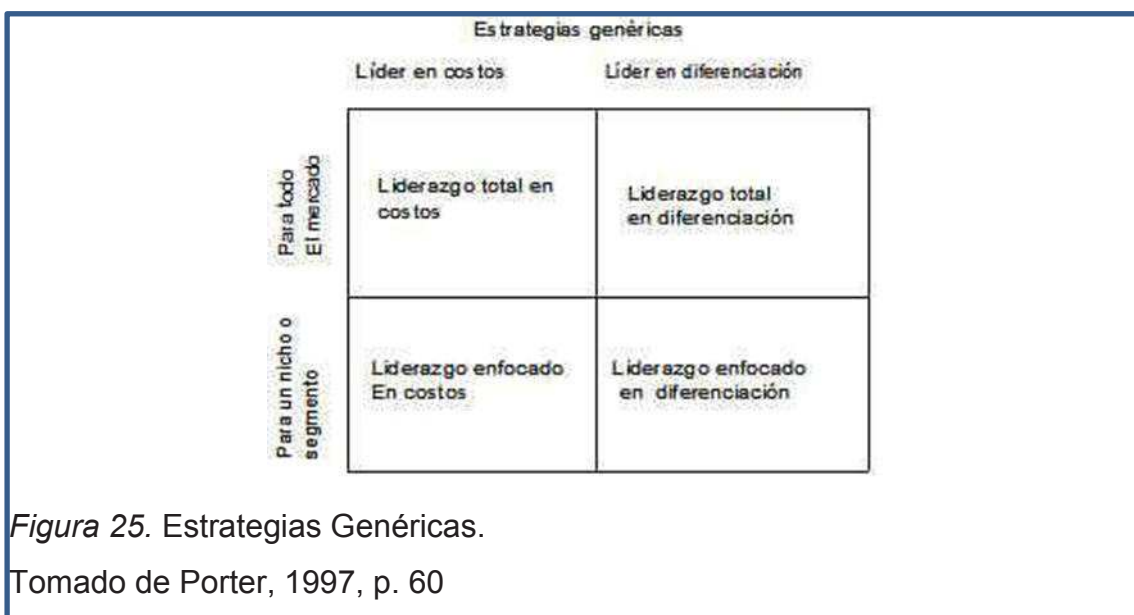 Estrategias genéricas
Líder en costos
Líder en diferenciación
Para todo
El mercado
Liderazgo total en
costos
Liderazgo total
en diferenciación
Para un nicho o
segmento
Liderazgo enfocado
En costos
Liderazgo enfocado
en diferenciación
Figura 25. Estrategias Genéricas.
Tomado de Porter, 1997, p. 60